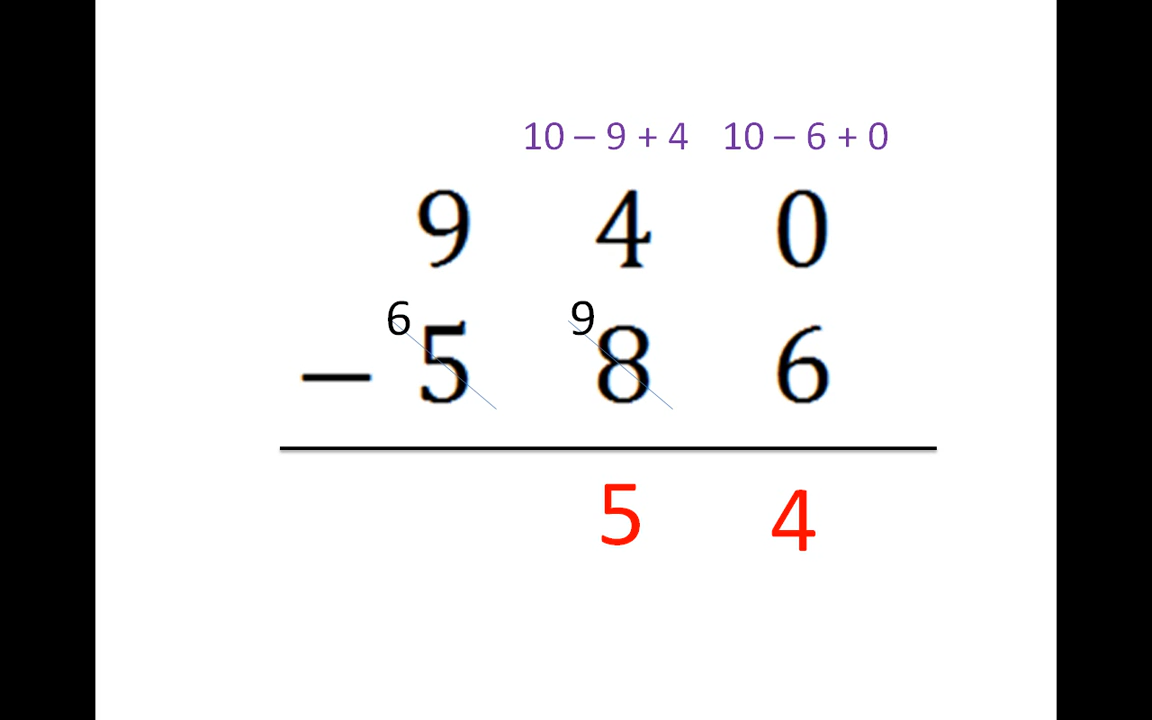 10 – 9 + 4 10 – 6 + 0
9 4 0
6 9
– 5 8 6
5 4